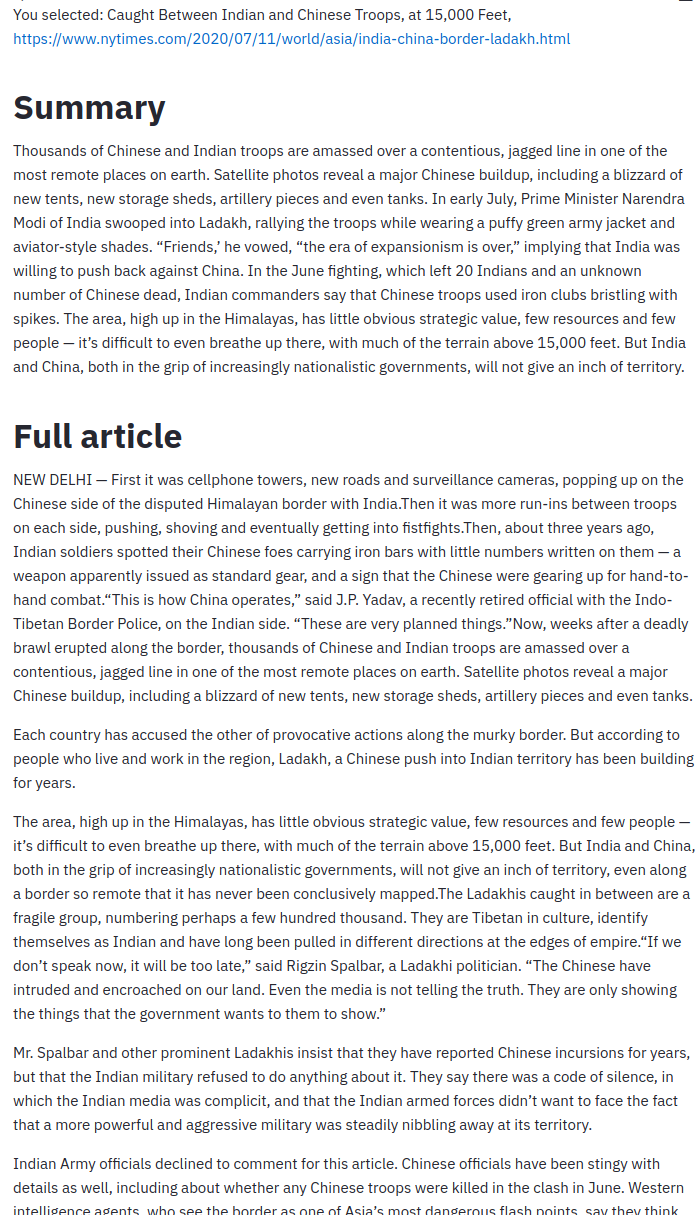 You selected: Caught Between Indian and Chinese Troops, at 15,000 Feet,
https://www.nytimes.com/2020/07/11/world/asia/india-china-border-ladakh.html
Summary
Thousands of Chinese and Indian troops are amassed over a contentious, jagged line in one of the
most remote places on earth. Satellite photos reveal a major Chinese buildup, including a blizzard of
new tents, new storage sheds, artillery pieces and even tanks. In early July, Prime Minister Narendra
Modi of India swooped into Ladakh, rallying the troops while wearing a puffy green army jacket and
aviator-style shades. “Friends,’ he vowed, “the era of expansionism is over,” implying that India was
willing to push back against China. In the June fighting, which left 20 Indians and an unknown
number of Chinese dead, Indian commanders say that Chinese troops used iron clubs bristling with
spikes. The area, high up in the Himalayas, has little obvious strategic value, few resources and few
people — it’s difficult to even breathe up there, with much of the terrain above 15,000 feet. But India
and China, both in the grip of increasingly nationalistic governments, will not give an inch of territory.
Full article
NEW DELHI — First it was cellphone towers, new roads and surveillance cameras, popping up on the
Chinese side of the disputed Himalayan border with India.Then it was more run-ins between troops
on each side, pushing, shoving and eventually getting into fistfights.Then, about three years ago,
Indian soldiers spotted their Chinese foes carrying iron bars with little numbers written on them — a
weapon apparently issued as standard gear, and a sign that the Chinese were gearing up for hand-to-
hand combat.“This is how China operates,” said J.P. Yadav, a recently retired official with the Indo-
Tibetan Border Police, on the Indian side. “These are very planned things.”Now, weeks after a deadly
brawl erupted along the border, thousands of Chinese and Indian troops are amassed over a
contentious, jagged line in one of the most remote places on earth. Satellite photos reveal a major
Chinese buildup, including a blizzard of new tents, new storage sheds, artillery pieces and even tanks.
Each country has accused the other of provocative actions along the murky border. But according to
people who live and work in the region, Ladakh, a Chinese push into Indian territory has been building
for years.
The area, high up in the Himalayas, has little obvious strategic value, few resources and few people —
it’s difficult to even breathe up there, with much of the terrain above 15,000 feet. But India and China,
both in the grip of increasingly nationalistic governments, will not give an inch of territory, even along
a border so remote that it has never been conclusively mapped.The Ladakhis caught in between are a
fragile group, numbering perhaps a few hundred thousand. They are Tibetan in culture, identify
themselves as Indian and have long been pulled in different directions at the edges of empire.“If we
don’t speak now, it will be too late,” said Rigzin Spalbar, a Ladakhi politician. “The Chinese have
intruded and encroached on our land. Even the media is not telling the truth. They are only showing
the things that the government wants to them to show.”
Mr. Spalbar and other prominent Ladakhis insist that they have reported Chinese incursions for years,
but that the Indian military refused to do anything about it. They say there was a code of silence, in
which the Indian media was complicit, and that the Indian armed forces didn’t want to face the fact
that a more powerful and aggressive military was steadily nibbling away at its territory.
Indian Army officials declined to comment for this article. Chinese officials have been stingy with
details as well, including about whether any Chinese troops were killed in the clash in June. Western
intelligence agents, who see the border as one of Asia’s most dangerous flash points, say they think